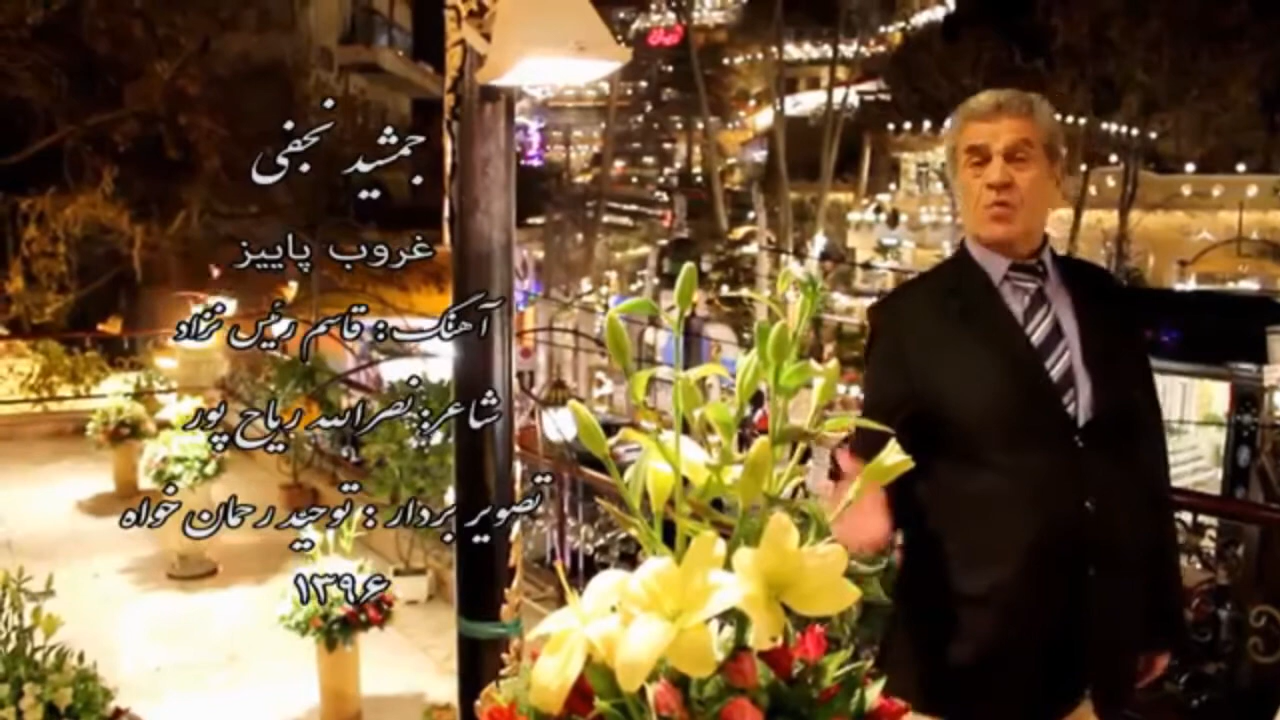 جمشید نجفی
غروب پاییز
آهنگ : قاسم رئیس نژاد
شاعر: نصرالله ریاح پور
تصویر بردار : توحید رحمان خواه
۱۳۹۶